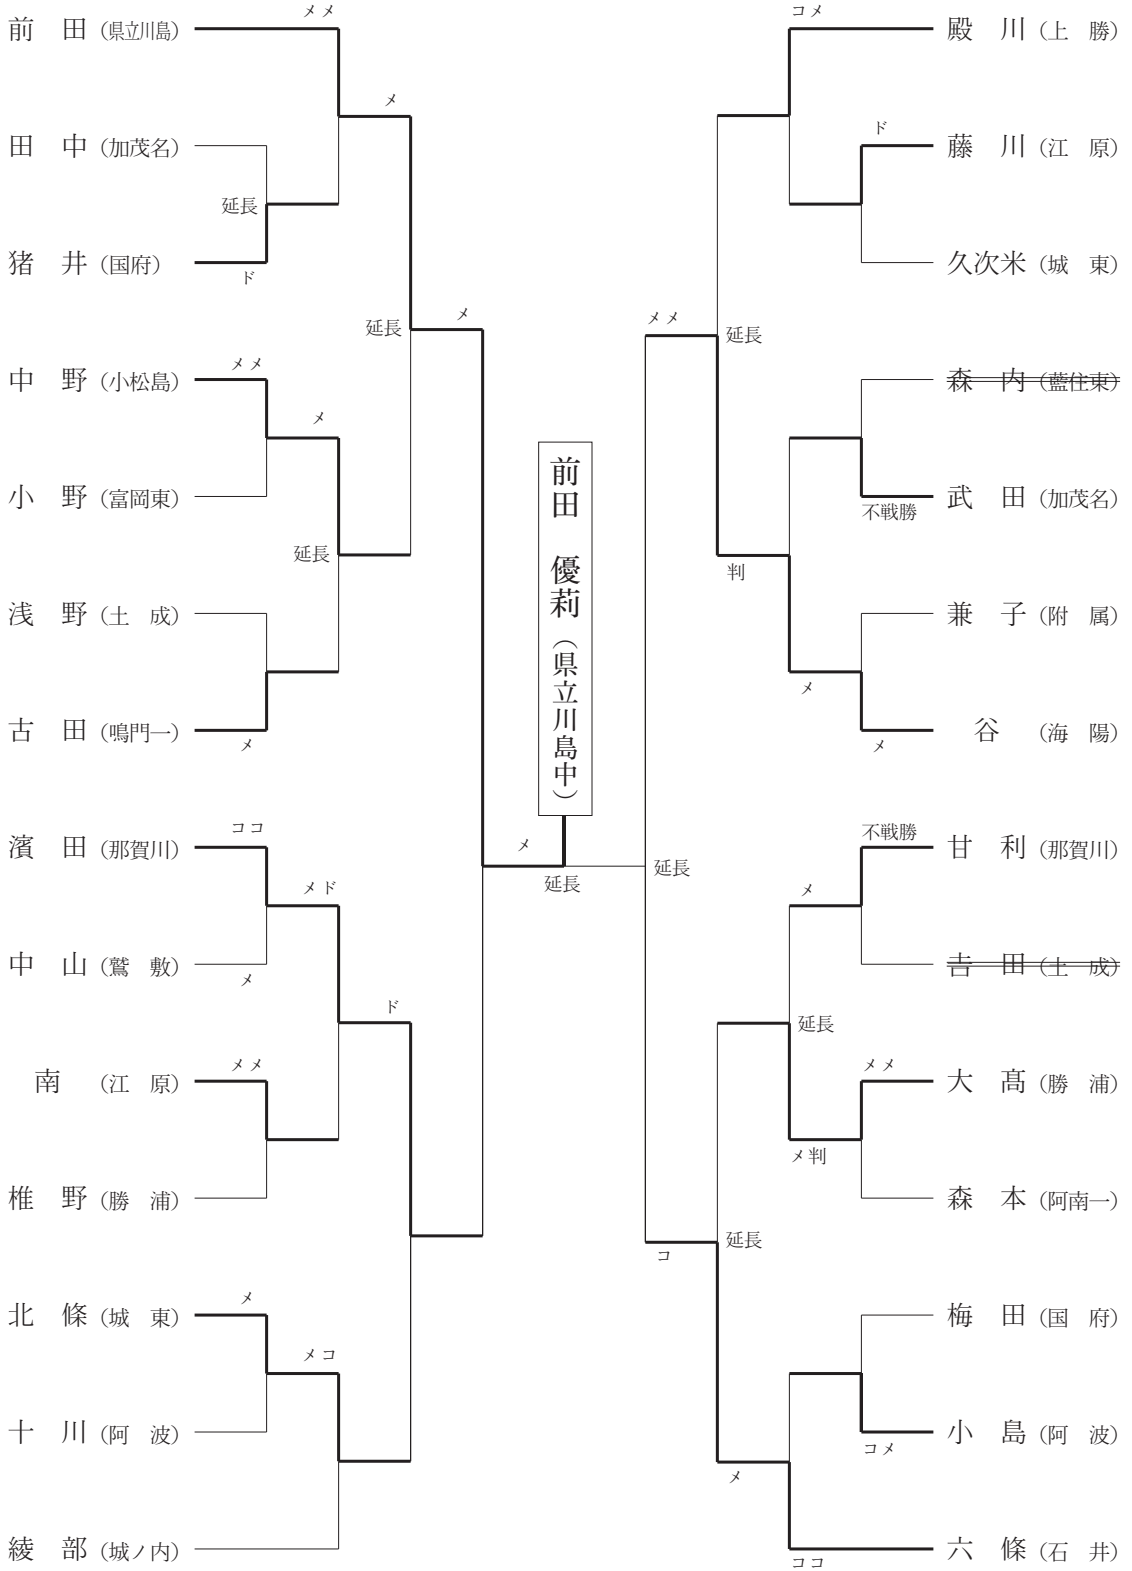 メメ
前　田（県立川島）
メ
田　中（加茂名）
延長
猪　井（国府）
ド
メ
延長
メメ
中　野（小松島）
メ
小　野（富岡東）
延長
浅　野（土　成）
古　田（鳴門一）
メ
ココ
濱　田（那賀川）
メド
中　山（鷲　敷）
メ
ド
メメ
南　（江　原）
椎　野（勝　浦）
メ
北　條（城　東）
メコ
十　川（阿　波）
綾　部（城ノ内）
前田　優莉（県立川島中）
メ
延長
コメ
殿　川（上　勝）
ド
藤　川（江　原）
久次米（城　東）
メメ
延長
森　内（藍住東）
武　田（加茂名）
不戦勝
判
兼　子（附　属）
メ
谷　（海　陽）
メ
延長
不戦勝
甘　利（那賀川）
メ
吉　田（土　成）
延長
メメ
大　髙（勝　浦）
メ判
森　本（阿南一）
延長
コ
梅　田（国　府）
小　島（阿　波）
コメ
メ
六　條（石　井）
ココ